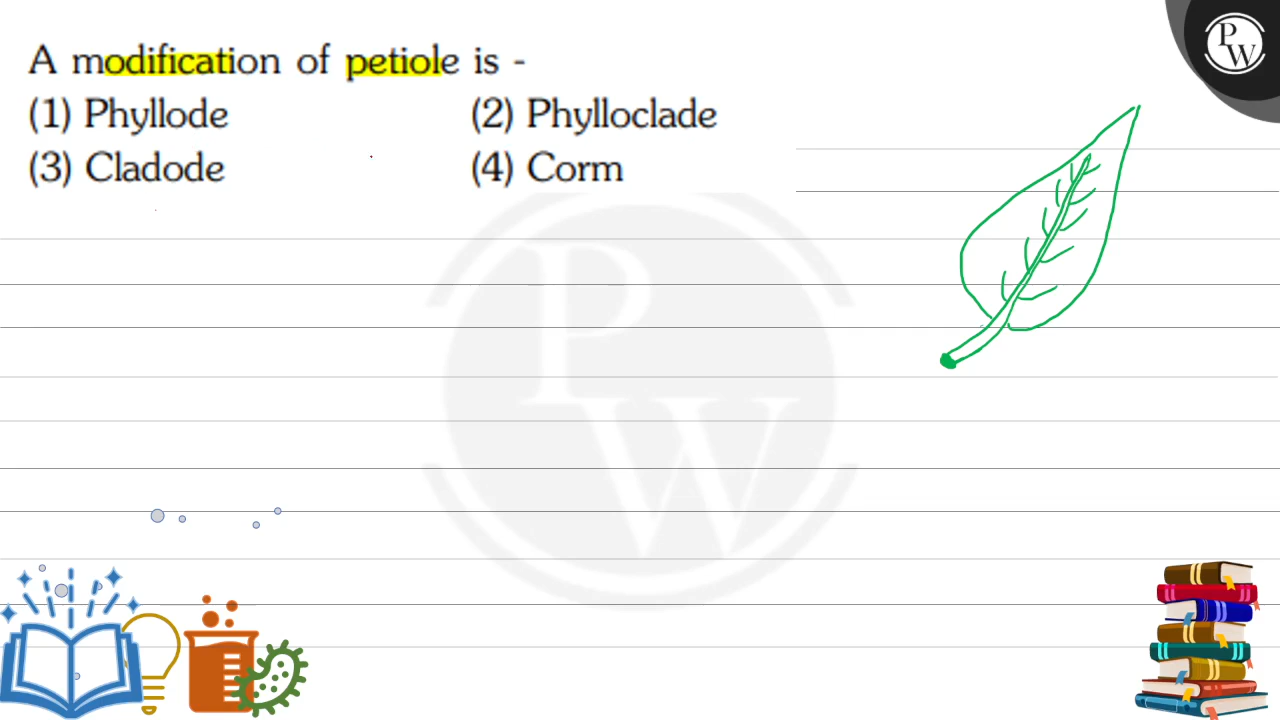 A modification of petiole is -
(1) Phyllode (2) Phylloclade
(3) Cladode (4) Corm
P
W
P
W